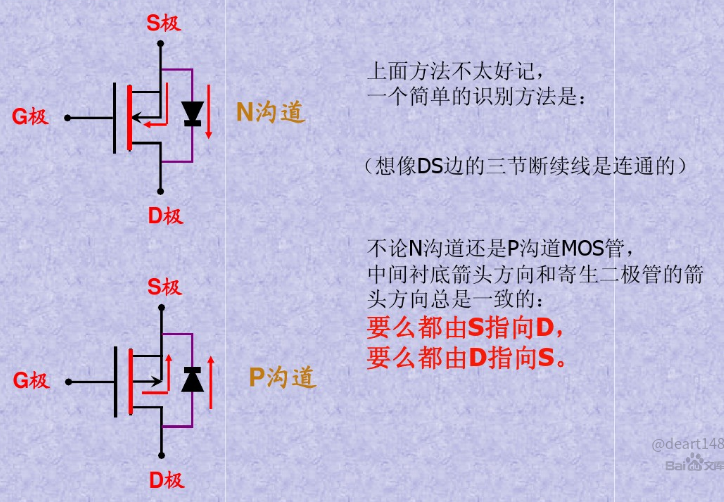 S极
G极
N沟道
D极
上面方法不太好记，
一个简单的识别方法是：
（想像DS边的三节断续线是连通的）
不论N沟道还是P沟道MOS管，
中间衬底箭头方向和寄生二极管的箭
头方向总是一致的：
要么都由S指向D，
要么都由D指向S。
S极
G极
P沟道
D极
@deart148
Bai 文库